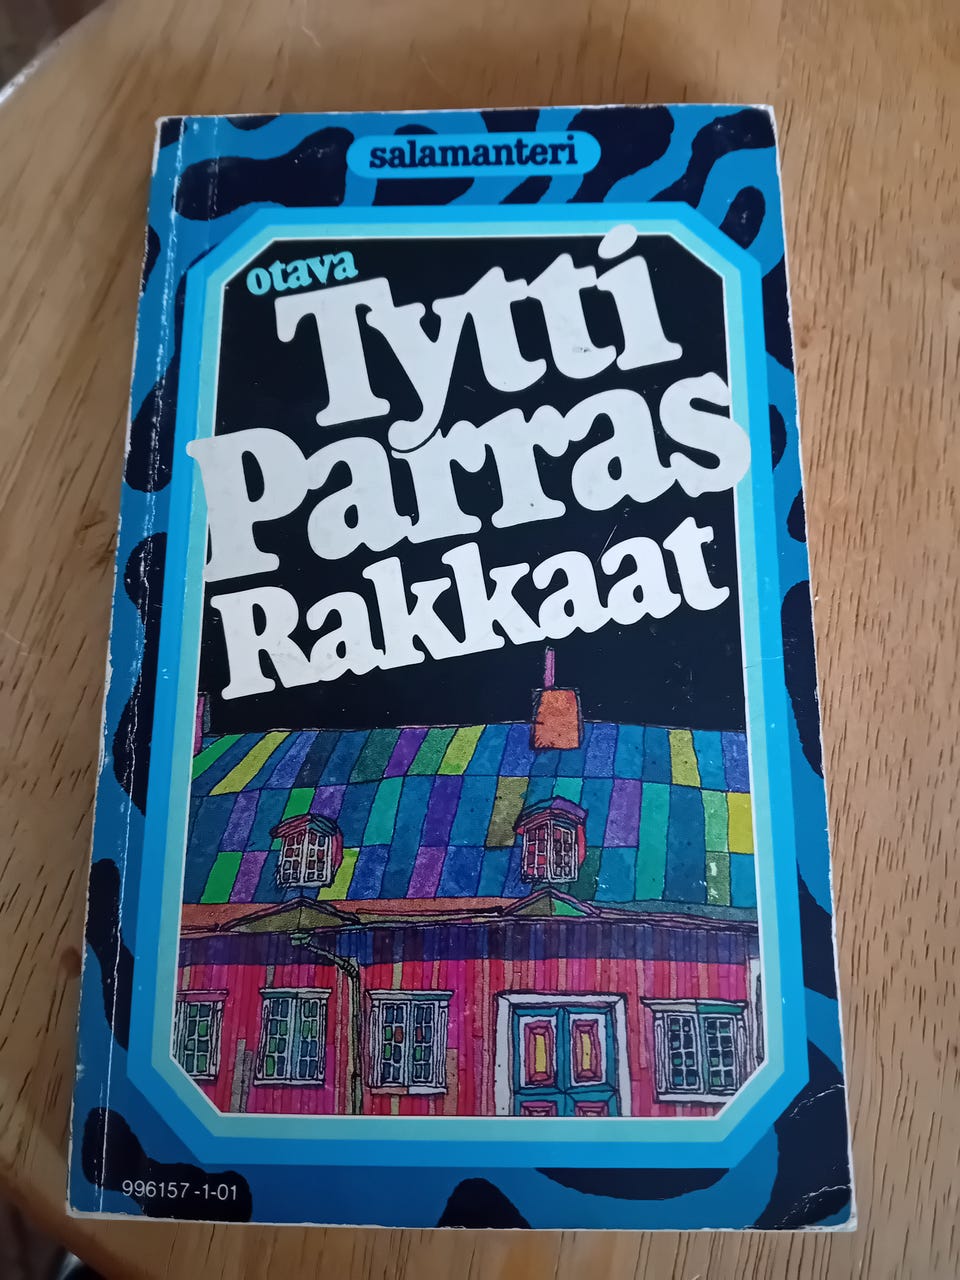 salamanteri
otava
Tytti
Parras
Rakkaat
996157-1-01